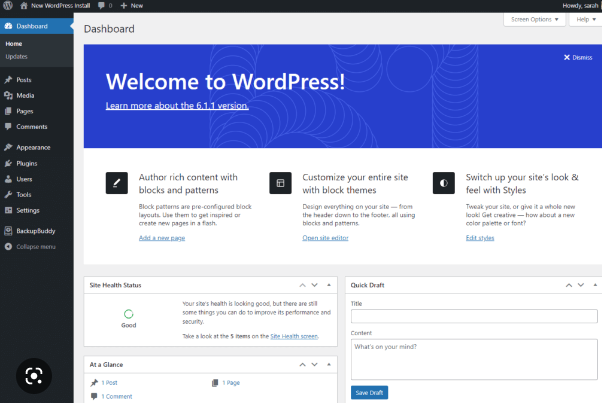 New WordPress Install 0 New Howdy, sarah
Dashboard
Home
Updates
Posts
Media
Pages
Comments
Appearance
Plugins
Users
Tools
Settings
BackupBuddy
Collapse menu
Screen Options Help
Dashboard
Dismiss
Welcome to WordPress!
Learn more about the 6.1.1 version.
Author rich content with
blocks and patterns
Block patterns are pre-configured block
layouts. Use them to get inspired or
create new pages in a flash.
Add a new page
Customize your entire site
with block themes
Design everything on your site — from
the header down to the footer, all using
blocks and patterns.
Open site editor
Switch up your site's look &
feel with Styles
Tweak your site, or give it a whole new
look! Get creative — how about a new
color palette or font?
Edit styles
Site Health Status
Good
Your site's health is looking good, but there are still
some things you can do to improve its performance and
security.
Take a look at the 5 items on the Site Health screen.
At a Glance
1 Post 1 Page
1 Comment
Quick Draft
Title
Content
What's on your mind?
Save Draft